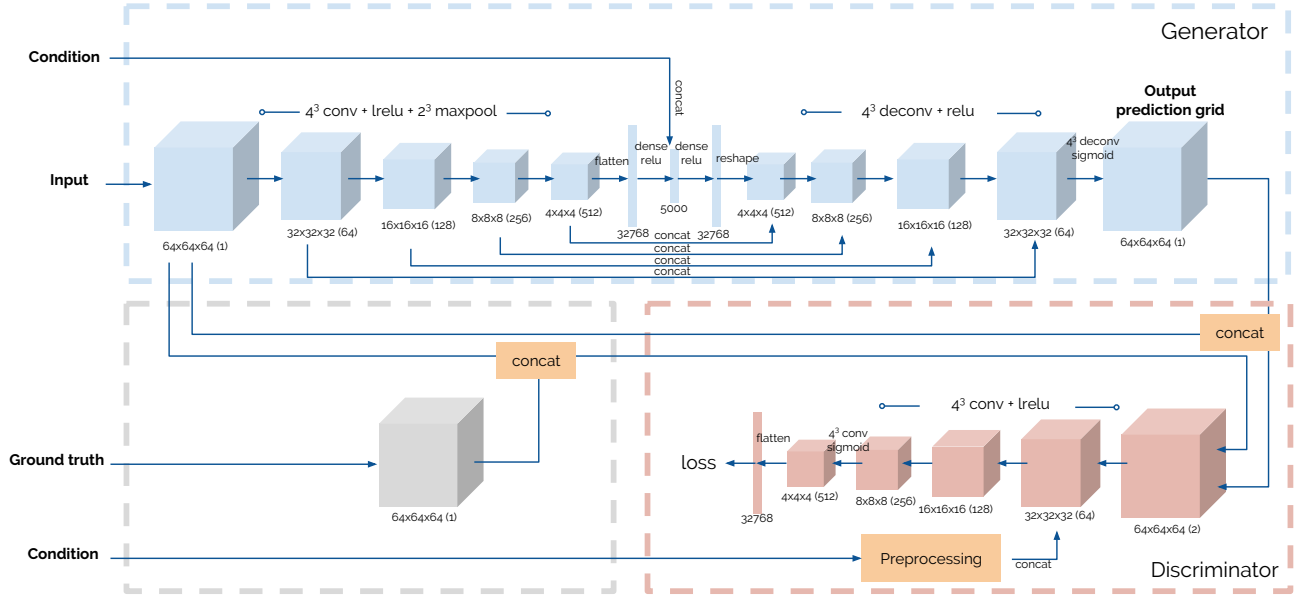 Generator
Condition
concat
4³ conv + lrelu + 2³ maxpool
4³ deconv + relu
Output
prediction grid
Input
flatten
dense
relu
dense
relu
reshape
4³ deconv
sigmoid
64x64x64 (1)
32x32x32 (64)
16x16x16 (128)
8x8x8 (256)
4x4x4 (512)
32768
5000
32768
4x4x4 (512)
8x8x8 (256)
16x16x16 (128)
32x32x32 (64)
64x64x64 (1)
concat
concat
concat
concat
concat
concat
Ground truth
64x64x64 (1)
4³ conv + lrelu
loss
flatten
4³ conv
sigmoid
32768
4x4x4 (512)
8x8x8 (256)
16x16x16 (128)
32x32x32 (64)
64x64x64 (2)
Condition
Preprocessing
concat
Discriminator